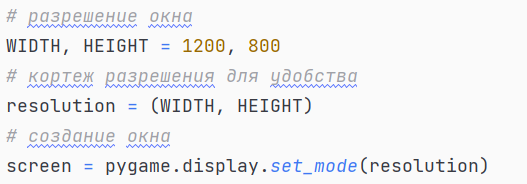 # разрешение окна
WIDTH, HEIGHT = 1200, 800
# кортеж разрешения для удобства
resolution = (WIDTH, HEIGHT)
# создание окна
screen = pygame.display.set_mode(resolution)